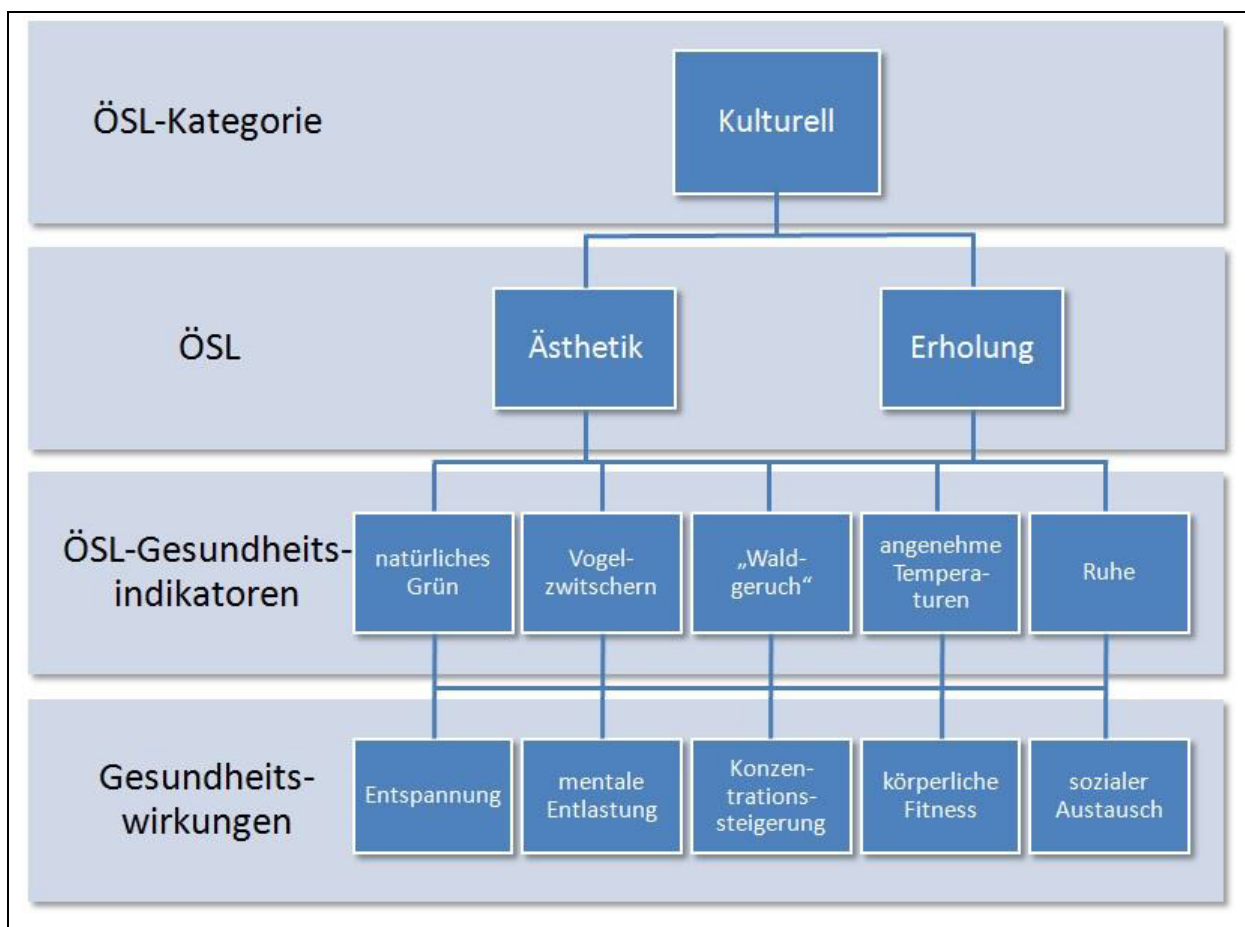 ÖSL-Kategorie
Kulturell
ÖSL
Ästhetik
Erholung
ÖSL-Gesundheits-
indikatoren
natürliches
Grün
Vogel-
zwitschern
„Wald-
geruch“
angenehme
Tempera-
turen
Ruhe
Gesundheits-
wirkungen
Entspannung
mentale
Entlastung
Konzen-
trations-
steigerung
körperliche
Fitness
sozialer
Austausch